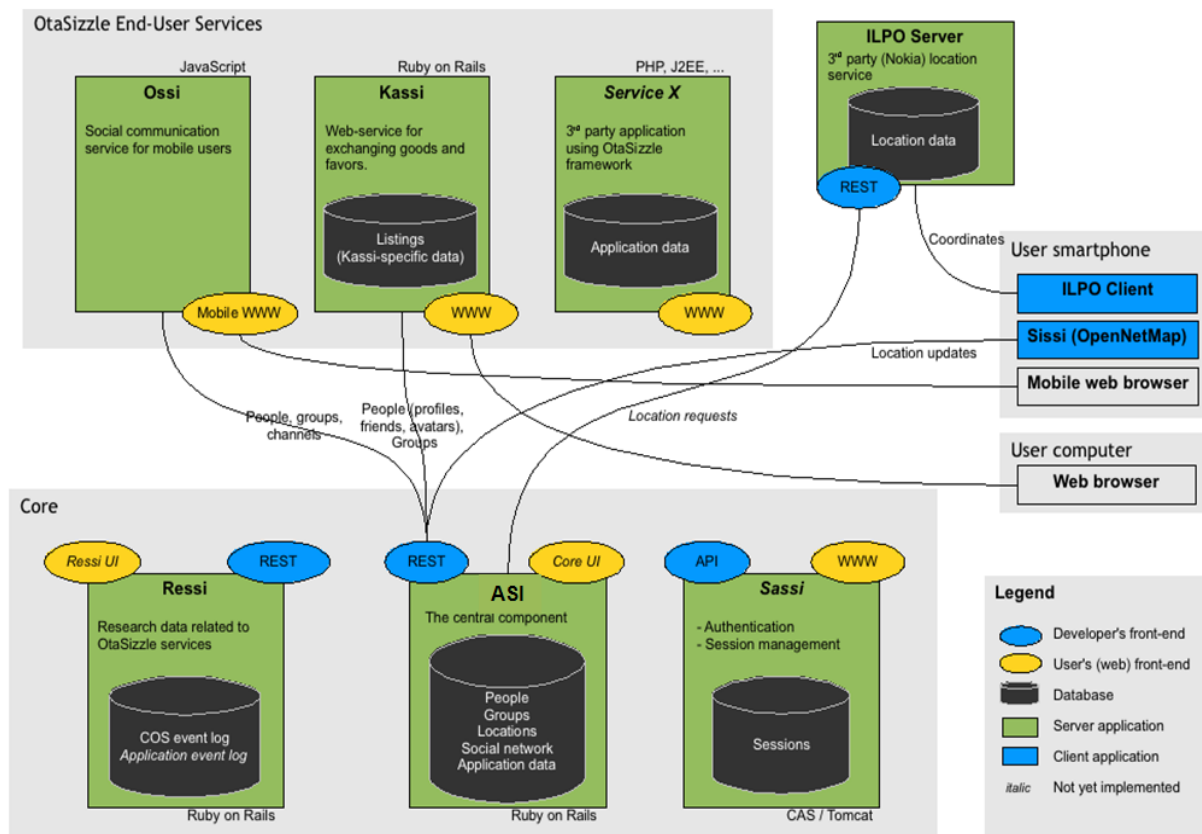 OtaSizzle End-User Services
JavaScript
Ossi
Social communication
service for mobile users
Mobile WWW
Ruby on Rails
Kassi
Web-service for
exchanging goods and
favors.
Listings
(Kassi-specific data)
WWW
PHP, J2EE, ...
Service X
3rd party application
using OtaSizzle
framework
Application data
WWW
ILPO Server
3rd party (Nokia) location
service
Location data
REST
Coordinates
User smartphone
ILPO Client
Sissi (OpenNetMap)
Mobile web browser
Location updates
People, groups,
channels
People (profiles,
friends, avatars),
Groups
Location requests
User computer
Web browser
Core
Ressi UI
REST
Ressi
Research data related to
OtaSizzle services
COS event log
Application event log
Ruby on Rails
REST
Core UI
ASI
The central component
People
Groups
Locations
Social network
Application data
Ruby on Rails
API
WWW
Sassi
- Authentication
- Session management
Sessions
CAS / Tomcat
Legend
Developer's front-end
User's (web) front-end
Database
Server application
Client application
italic Not yet implemented